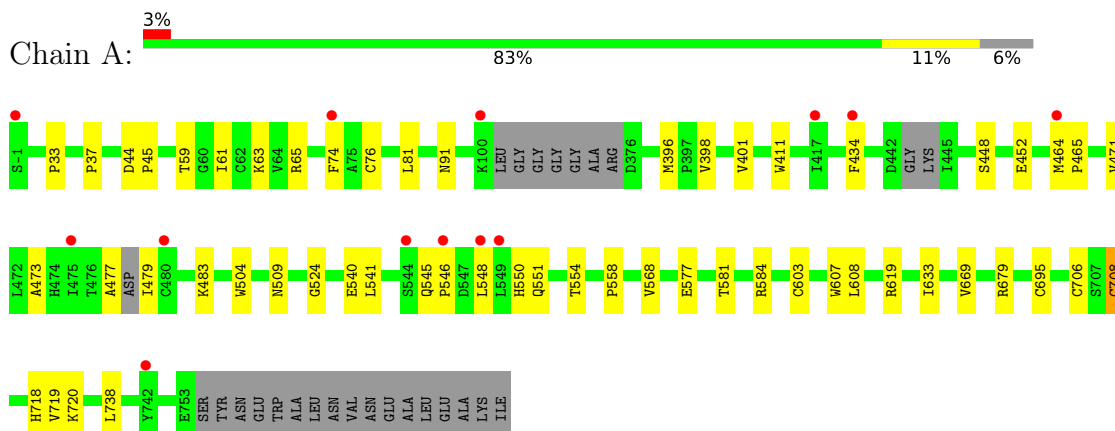 3%
Chain A:
83% 11% 6%
S-1 P33 P37 D44 P45 T59 G60 I61 C62 K63 V64 R65 F74 A75 C76 L81 N91 K100 LEU GLY GLY GLY GLY ALA ARG D376 M396 P397 V398 V401 W411 I417 F434 D442 GLY LYS I445 S448 E452 M464 P465 V471
L472 A473 H474 I475 T476 A477 ASP I479 C480 K483 W504 N509 G524 E540 L541 S544 Q545 P546 D547 L548 L549 H550 Q551 T554 P558 V568 E577 T581 R584 C603 W607 L608 R619 I633 V669 R679 C695 C706 S707 C708
H718 V719 K720 L738 Y742 E753 SER TYR ASN GLU TRP ALA LEU ASN VAL ASN GLU ALA LEU GLU ALA LYS ILE